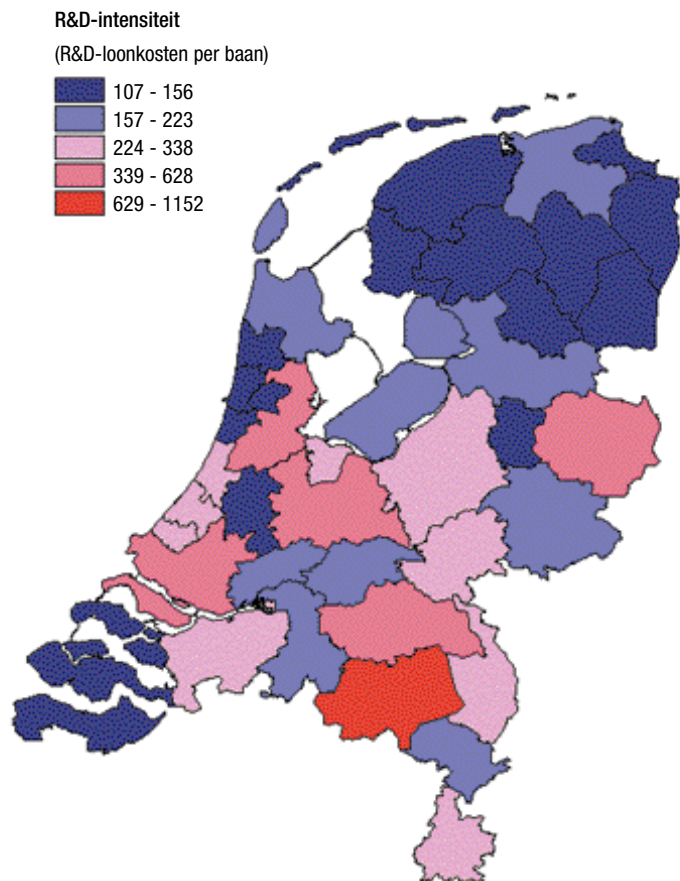 R&D-intensiteit
(R&D-loonkosten per baan)
107 - 156
157 - 223
224 - 338
339 - 628
629 - 1152